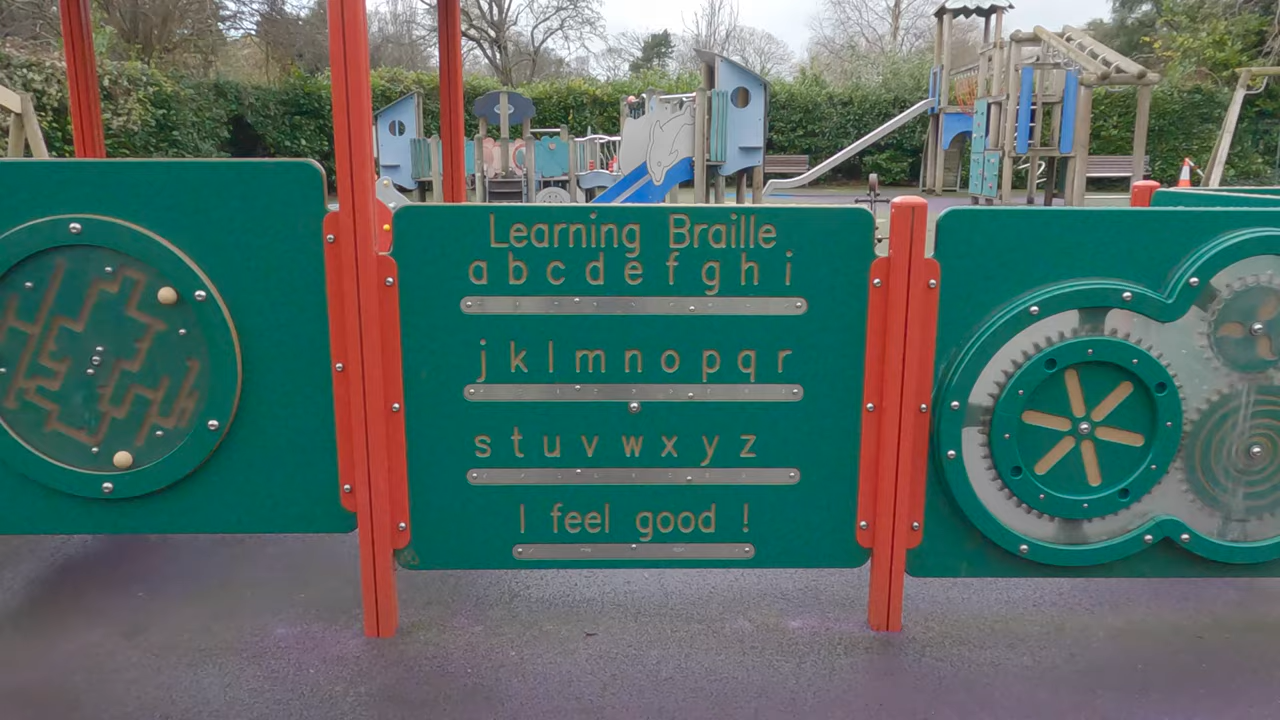 Learning Braille
a b c d e f g h i
j k l m n o p q r
s t u v w x y z
I feel good !